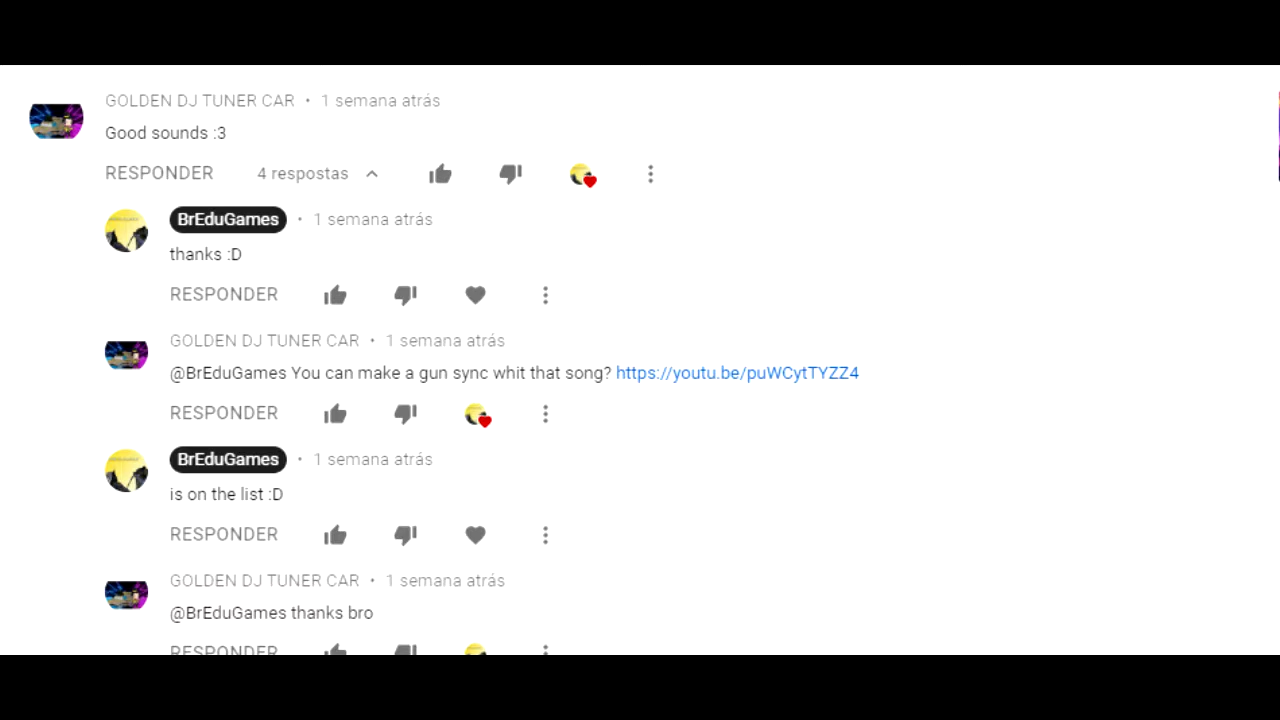 GOLDEN DJ TUNER CAR • 1 semana atrás
Good sounds :3
RESPONDER 4 respostas
BrEduGames • 1 semana atrás
thanks :D
RESPONDER
GOLDEN DJ TUNER CAR • 1 semana atrás
@BrEduGames You can make a gun sync whit that song? https://youtu.be/puWCytTYZZ4
RESPONDER
BrEduGames • 1 semana atrás
is on the list :D
RESPONDER
GOLDEN DJ TUNER CAR • 1 semana atrás
@BrEduGames thanks bro
RESPONDER